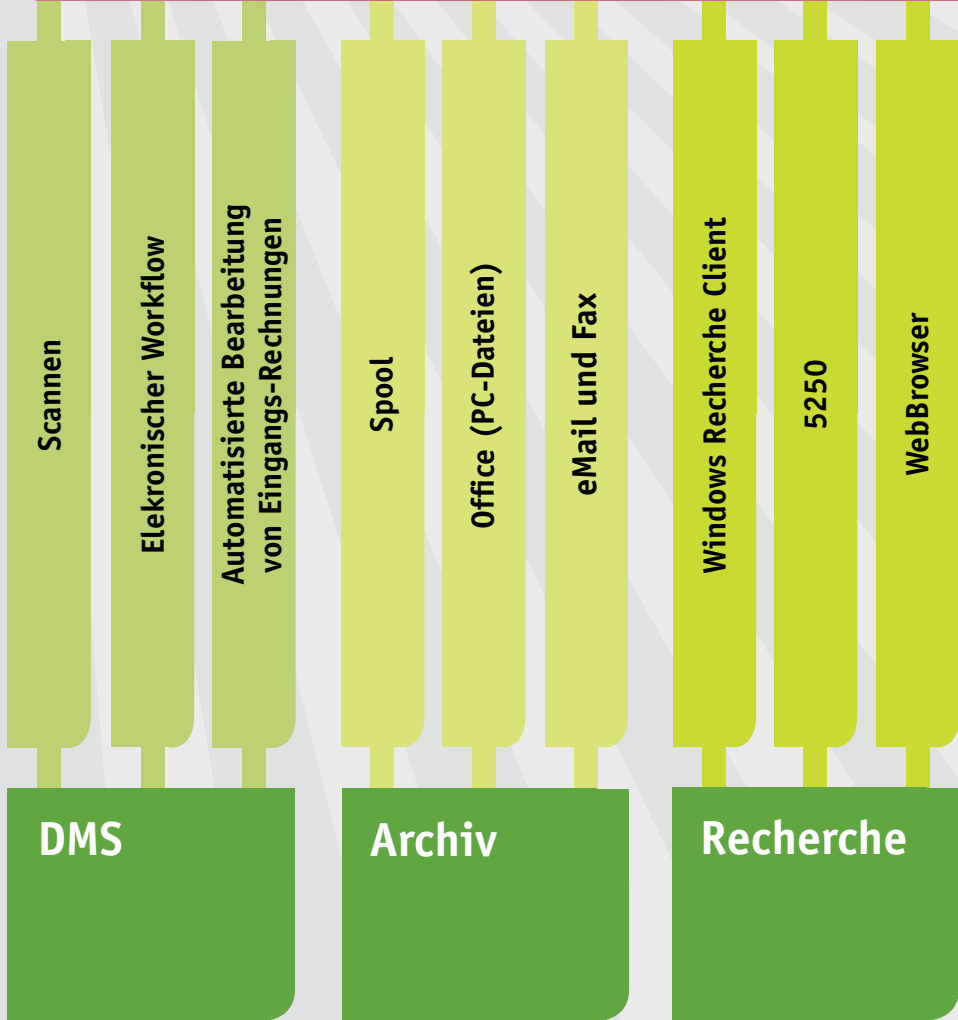 Scannen
Elekronischer Workflow
Automatisierte Bearbeitung
von Eingangs-Rechnungen
Spool
Office (PC-Dateien)
eMail und Fax
Windows Recherche Client
5250
WebBrowser
DMS
Archiv
Recherche